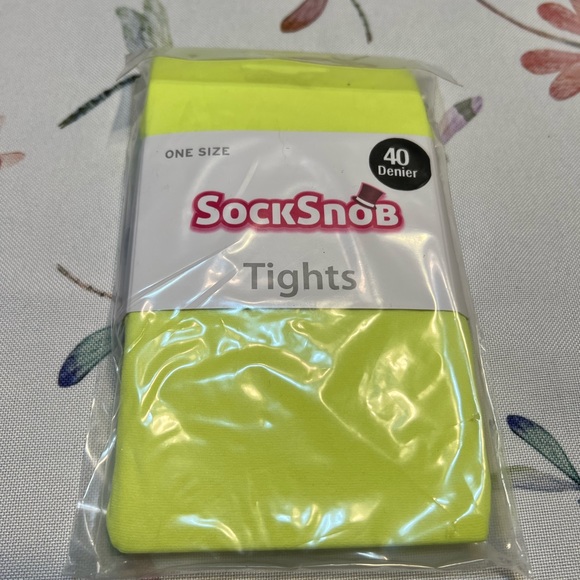 ONE SIZE
40
Denier
SockSnob
Tights